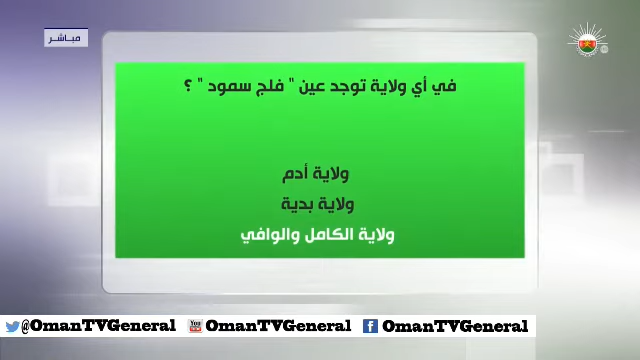 مباشر
في أي ولاية توجد عين " فلج سمود " ؟
ولاية أدم
ولاية بدية
ولاية الكامل والوافي
@OmanTVGeneral OmanTVGeneral OmanTVGeneral